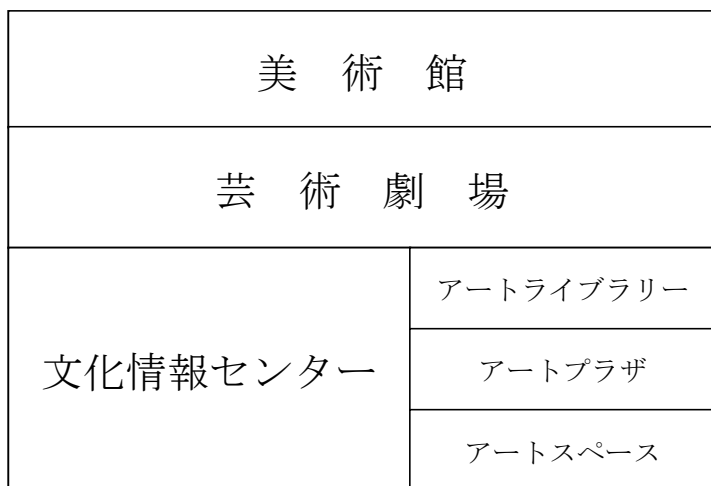 美　術　館
芸　術　劇　場
文化情報センター
アートライブラリー
アートプラザ
アートスペース